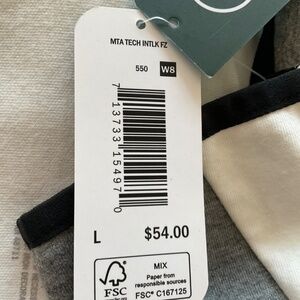 MTA TECH INTLK FZ
550 W8
7 13733 15497 0
L $54.00
FSC
MIX
Paper from
responsible sources
FSC® C167125